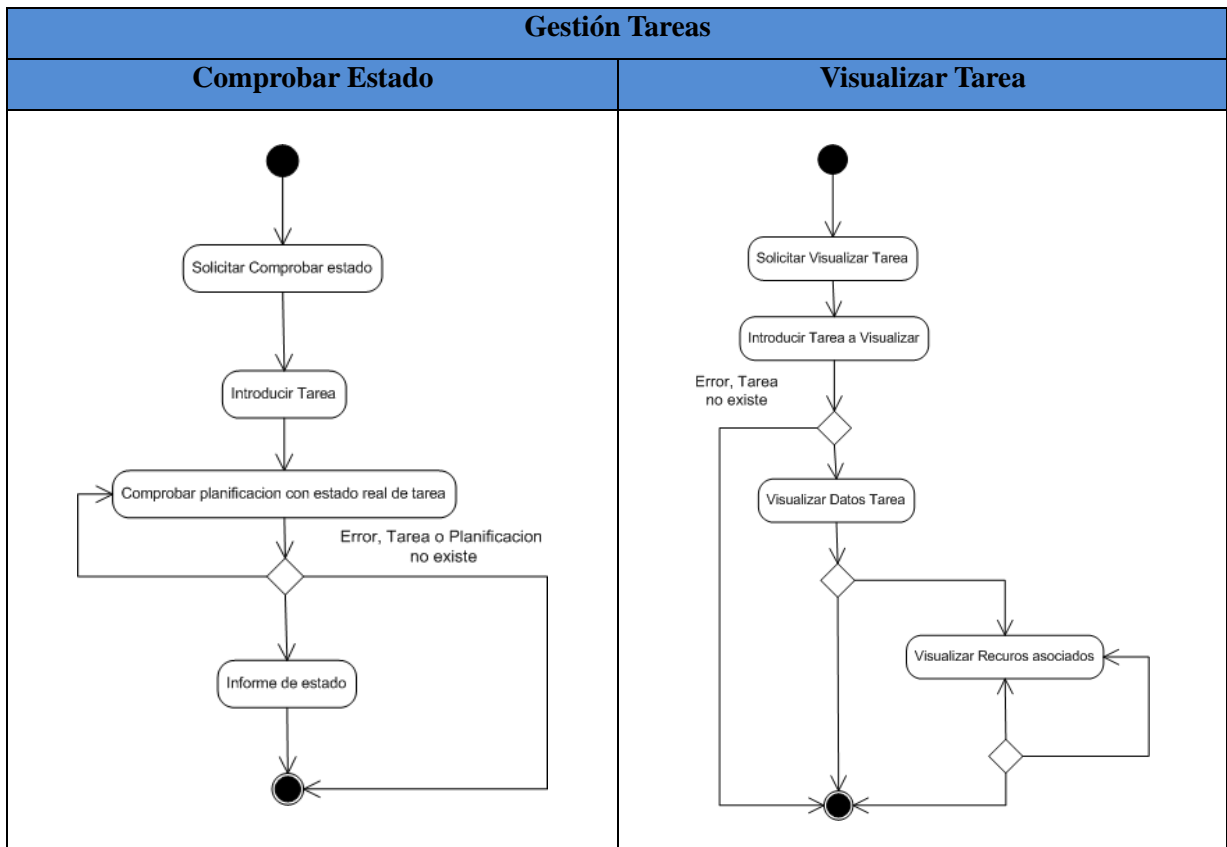 Gestión Tareas
Comprobar Estado
Visualizar Tarea
Solicitar Comprobar estado
Introducir Tarea
Comprobar planificacion con estado real de tarea
Error, Tarea o Planificacion
no existe
Informe de estado
Solicitar Visualizar Tarea
Introducir Tarea a Visualizar
Error, Tarea
no existe
Visualizar Datos Tarea
Visualizar Recuros asociados